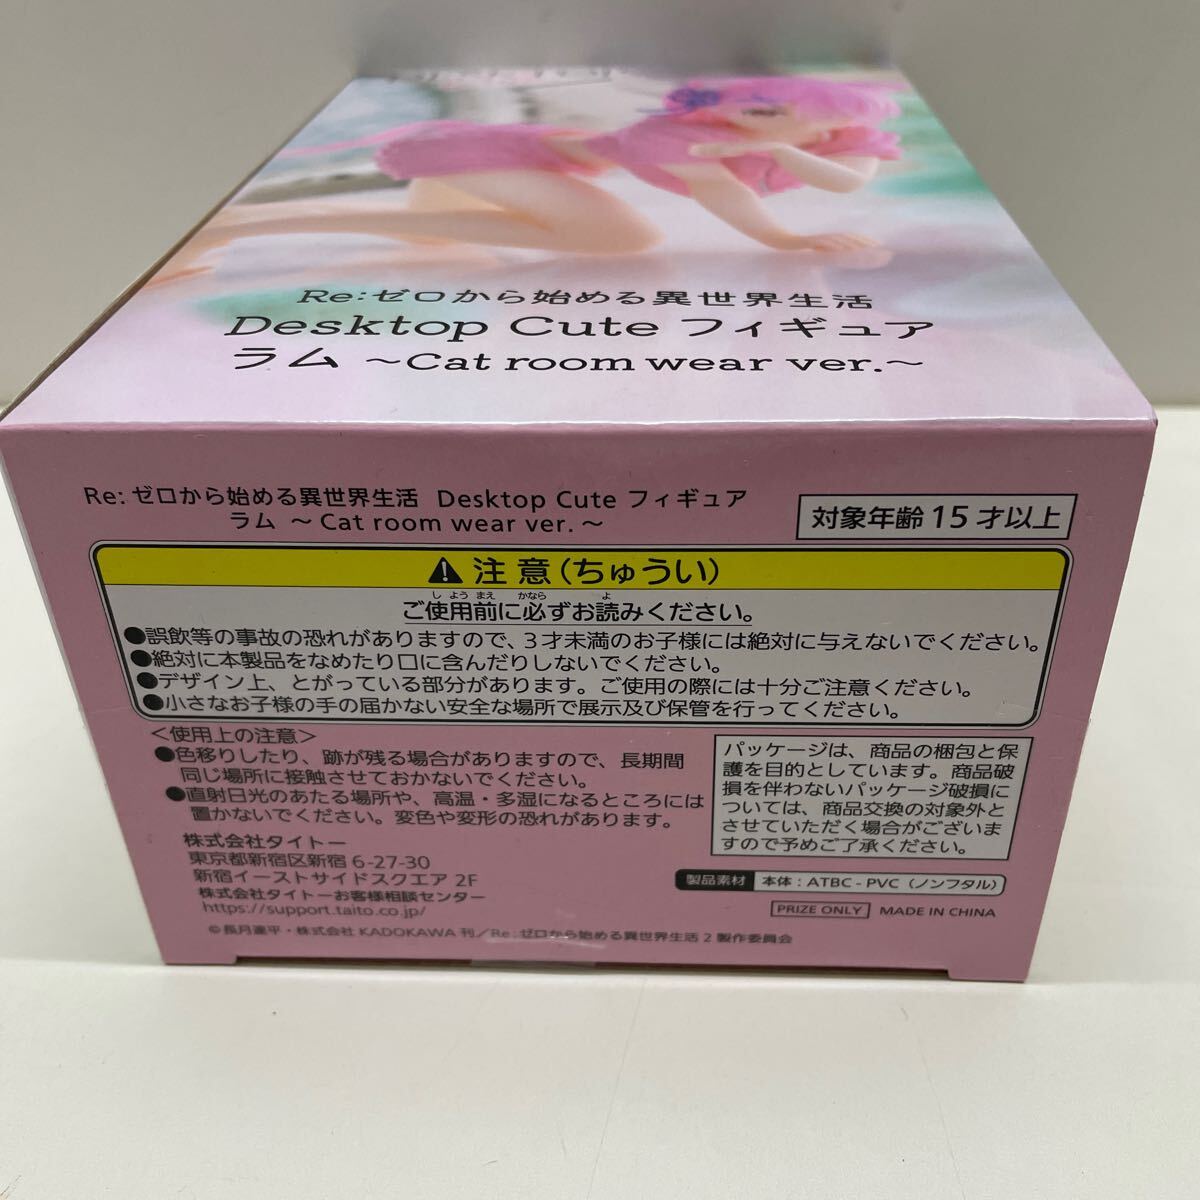 Re:ゼロから始める異世界生活
Desktop Cute フィギュア
ラム ～Cat room wear ver.～
Re: ゼロから始める異世界生活 Desktop Cute フィギュア
ラム ～ Cat room wear ver. ～
対象年齢 15 才以上
注意(ちゅうい)
しようまえ かなら よ
ご使用前に必ずお読みください。
●誤飲等の事故の恐れがありますので、3才未満のお子様には絶対に与えないでください。
●絶対に本製品をなめたり口に含んだりしないでください。
●デザイン上、とがっている部分があります。ご使用の際には十分ご注意ください。
●小さなお子様の手の届かない安全な場所で展示及び保管を行ってください。
＜使用上の注意＞
●色移りしたり、跡が残る場合がありますので、長期間
同じ場所に接触させておかないでください。
●直射日光のあたる場所や、高温・多湿になるところには
置かないでください。変色や変形の恐れがあります。
パッケージは、商品の梱包と保
護を目的としています。商品破
損を伴わないパッケージ破損に
ついては、商品交換の対象外と
させていただく場合がございま
すので予めご了承ください。
株式会社タイトー
東京都新宿区新宿 6-27-30
新宿イーストサイドスクエア 2F
株式会社タイトーお客様相談センター
https://support.taito.co.jp/
製品素材 本体：ATBC - PVC（ノンフタル）
PRIZE ONLY MADE IN CHINA
©長月達平・株式会社 KADOKAWA 刊／Re：ゼロから始める異世界生活 2 製作委員会